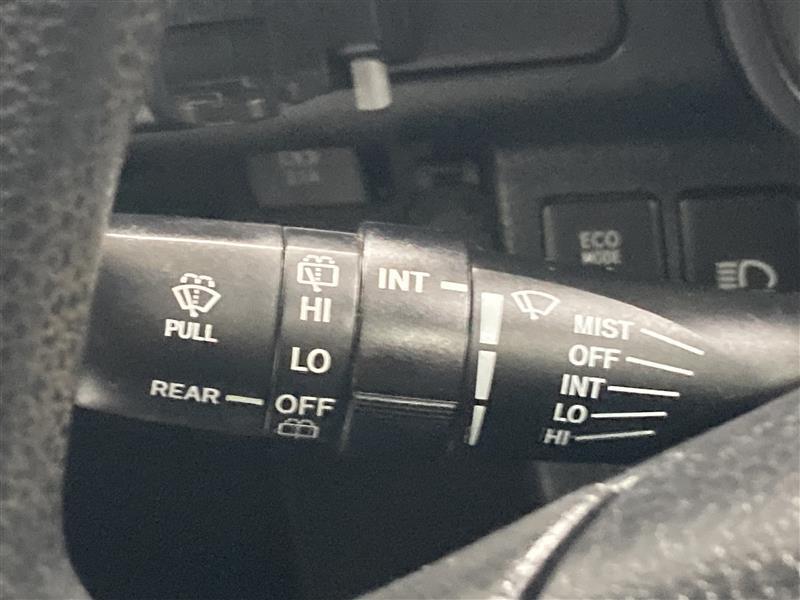 ECO
MODE
PULL
REAR
HI
LO
OFF
INT
MIST
OFF
INT
LO
HI